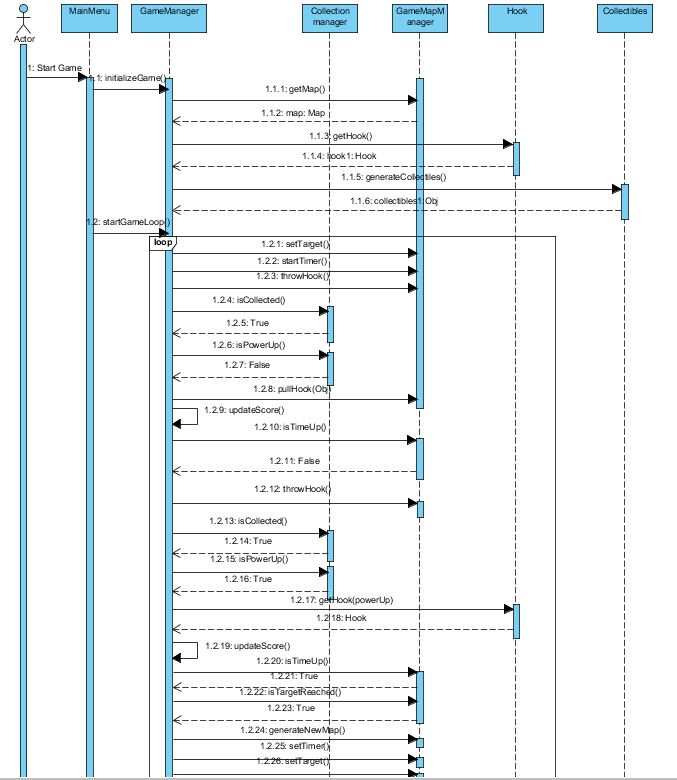 MainMenu
GameManager
Collection
manager
GameMapM
anager
Hook
Collectibles
Actor
1: Start Game
1.1: initializeGame()
1.1.1: getMap()
1.1.2: map: Map
1.1.3: getHook()
1.1.4: hook1: Hook
1.1.5: generateCollectiles()
1.1.6: collectibles1: Obj
1.2: startGameLoop()
loop
1.2.1: setTarget()
1.2.2: startTimer()
1.2.3: throwHook()
1.2.4: isCollected()
1.2.5: True
1.2.6: isPowerUp()
1.2.7: False
1.2.8: pullHook(Obj)
1.2.9: updateScore()
1.2.10: isTimeUp()
1.2.11: False
1.2.12: throwHook()
1.2.13: isCollected()
1.2.14: True
1.2.15: isPowerUp()
1.2.16: True
1.2.17: getHook(powerUp)
1.2.18: Hook
1.2.19: updateScore()
1.2.20: isTimeUp()
1.2.21: True
1.2.22: isTargetReached()
1.2.23: True
1.2.24: generateNewMap()
1.2.25: setTimer()
1.2.26: setTarget()